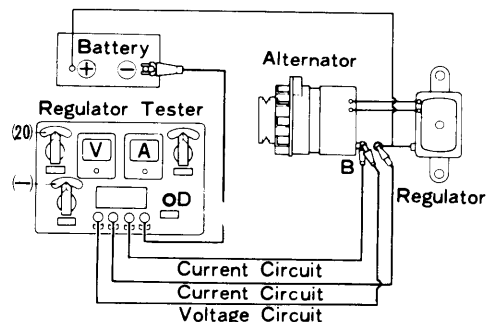 Battery
+ −
Alternator
Regulator Tester
(20)
V A
(−)
OD
B
Regulator
Current Circuit
Current Circuit
Voltage Circuit